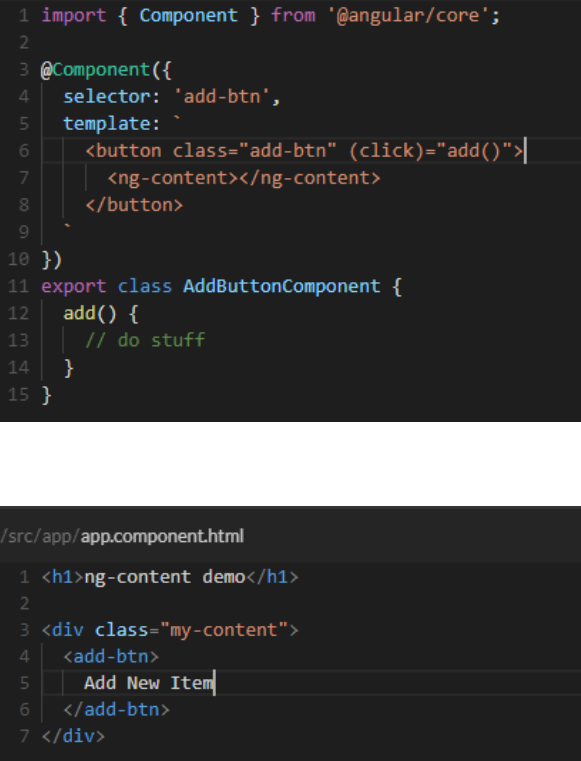 1 import { Component } from '@angular/core';
2
3 @Component({
4   selector: 'add-btn',
5   template: `
6     <button class="add-btn" (click)="add()">
7       <ng-content></ng-content>
8     </button>
9   `
10 })
11 export class AddButtonComponent {
12   add() {
13     // do stuff
14   }
15 }
/src/app/app.component.html
1 <h1>ng-content demo</h1>
2
3 <div class="my-content">
4   <add-btn>
5     Add New Item
6   </add-btn>
7 </div>